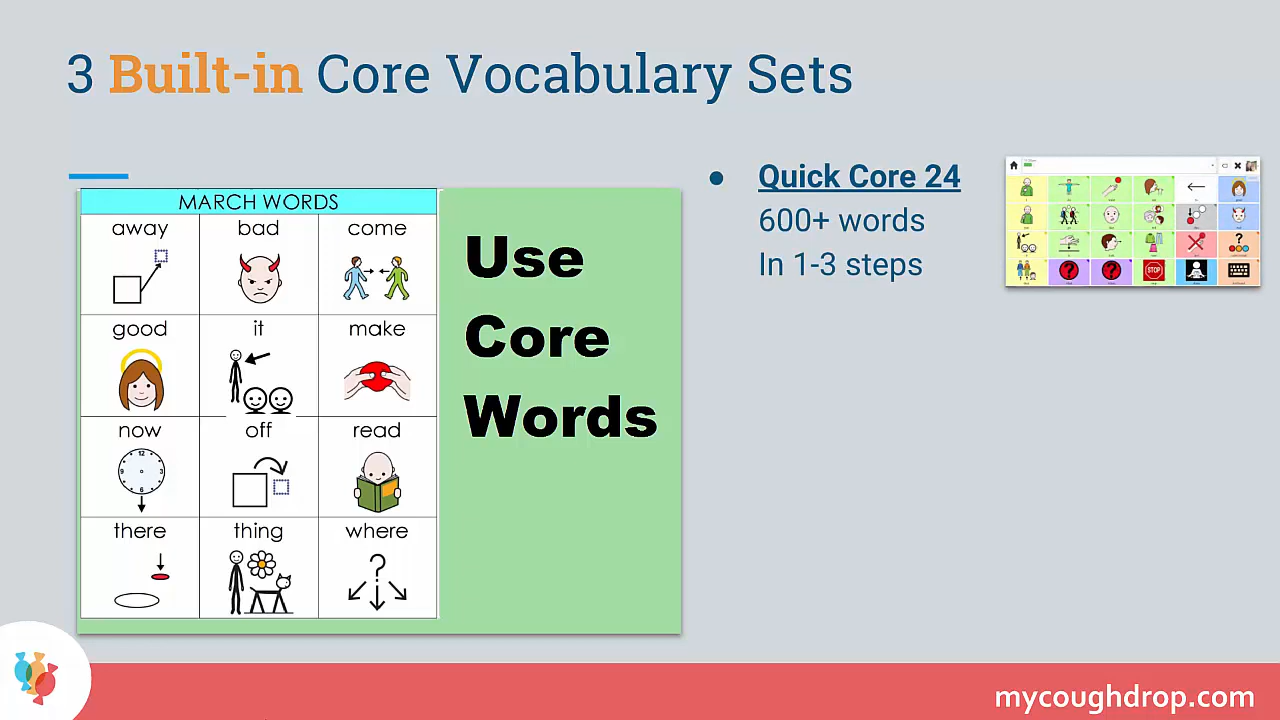 3 Built-in Core Vocabulary Sets
MARCH WORDS
away bad come
good it make
now off read
there thing where
Use
Core
Words
• Quick Core 24
600+ words
In 1-3 steps
STOP
mycoughdrop.com